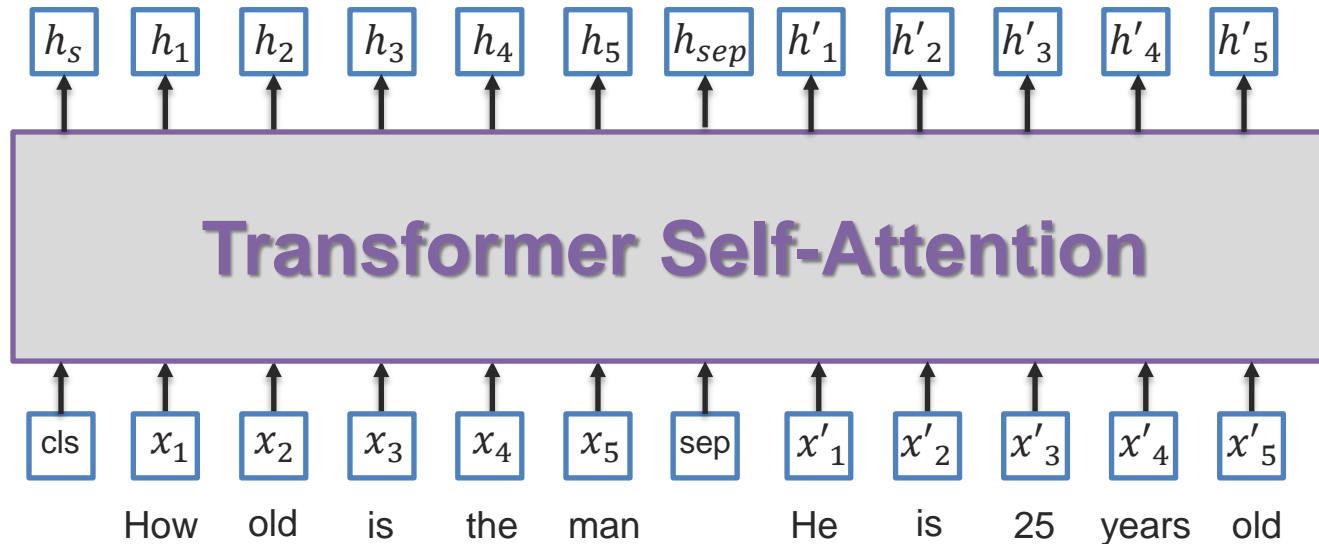 h_s h_1 h_2 h_3 h_4 h_5 h_sep h'_1 h'_2 h'_3 h'_4 h'_5
Transformer Self-Attention
cls x_1 x_2 x_3 x_4 x_5 sep x'_1 x'_2 x'_3 x'_4 x'_5
How old is the man He is 25 years old